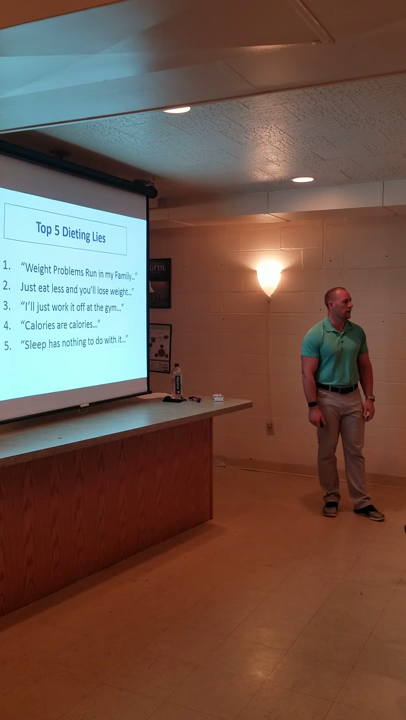 Top 5 Dieting Lies
1. "Weight Problems Run in my Family.."
2. Just eat less and you'll lose weight..."
3. "I'll just work it off at the gym..."
4. "Calories are calories..."
5. "Sleep has nothing to do with it..."